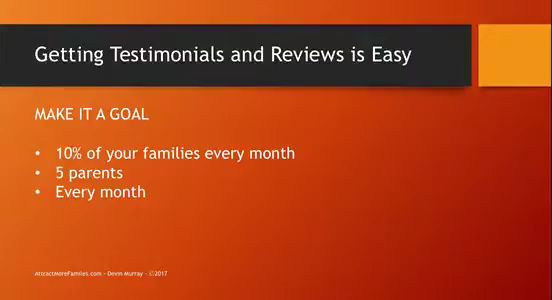 Getting Testimonials and Reviews is Easy
MAKE IT A GOAL
• 10% of your families every month
• 5 parents
• Every month
AttractMoreFamilies.com - Devin Murray - ©2017